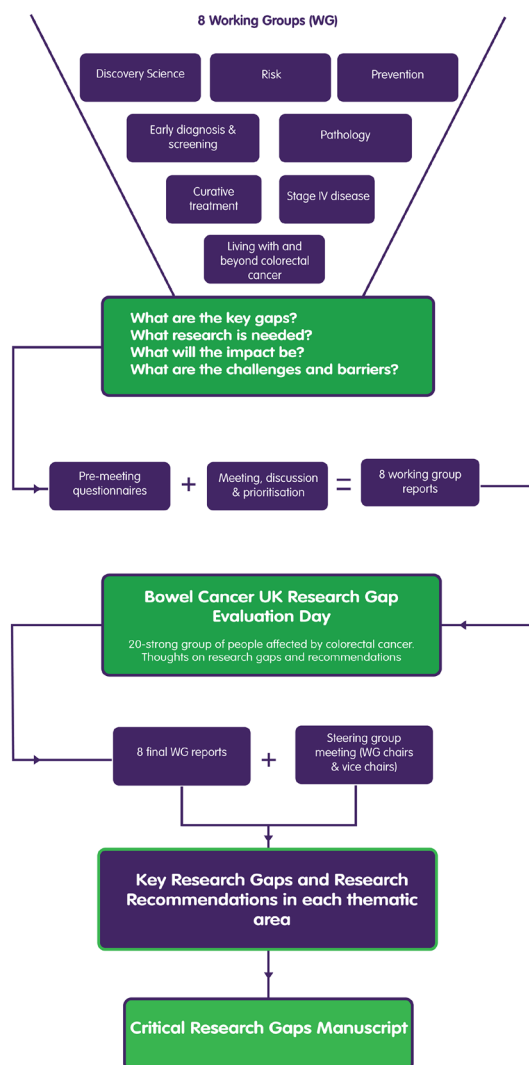 8 Working Groups (WG)
Discovery Science
Risk
Prevention
Early diagnosis &
screening
Pathology
Curative
treatment
Stage IV disease
Living with and
beyond colorectal
cancer
What are the key gaps?
What research is needed?
What will the impact be?
What are the challenges and barriers?
Pre-meeting
questionnaires
+
Meeting, discussion
& prioritisation
=
8 working group
reports
Bowel Cancer UK Research Gap
Evaluation Day
20-strong group of people affected by colorectal cancer.
Thoughts on research gaps and recommendations
8 final WG reports
+
Steering group
meeting (WG chairs
& vice chairs)
Key Research Gaps and Research
Recommendations in each thematic
area
Critical Research Gaps Manuscript